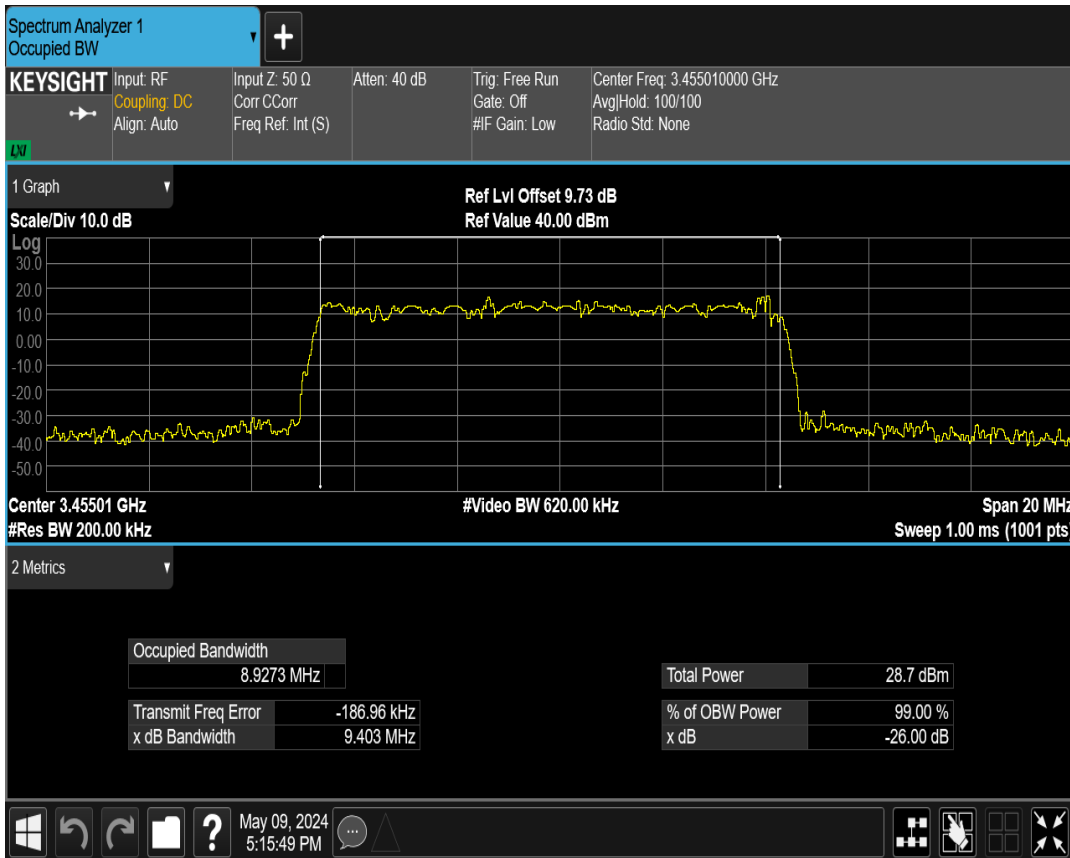 Spectrum Analyzer 1
Occupied BW
+
KEYSIGHT
LXI
Input: RF
Coupling: DC
Align: Auto
Input Z: 50 Ω
Corr CCorr
Freq Ref: Int (S)
Atten: 40 dB
Trig: Free Run
Gate: Off
#IF Gain: Low
Center Freq: 3.455010000 GHz
Avg|Hold: 100/100
Radio Std: None
1 Graph
Scale/Div 10.0 dB
Ref Lvl Offset 9.73 dB
Ref Value 40.00 dBm
Log
30.0
20.0
10.0
0.00
-10.0
-20.0
-30.0
-40.0
-50.0
Center 3.45501 GHz
#Video BW 620.00 kHz
Span 20 MHz
#Res BW 200.00 kHz
Sweep 1.00 ms (1001 pts)
2 Metrics
Occupied Bandwidth
8.9273 MHz
Total Power 28.7 dBm
Transmit Freq Error -186.96 kHz
% of OBW Power 99.00 %
x dB Bandwidth 9.403 MHz
x dB -26.00 dB
?
May 09, 2024
5:15:49 PM